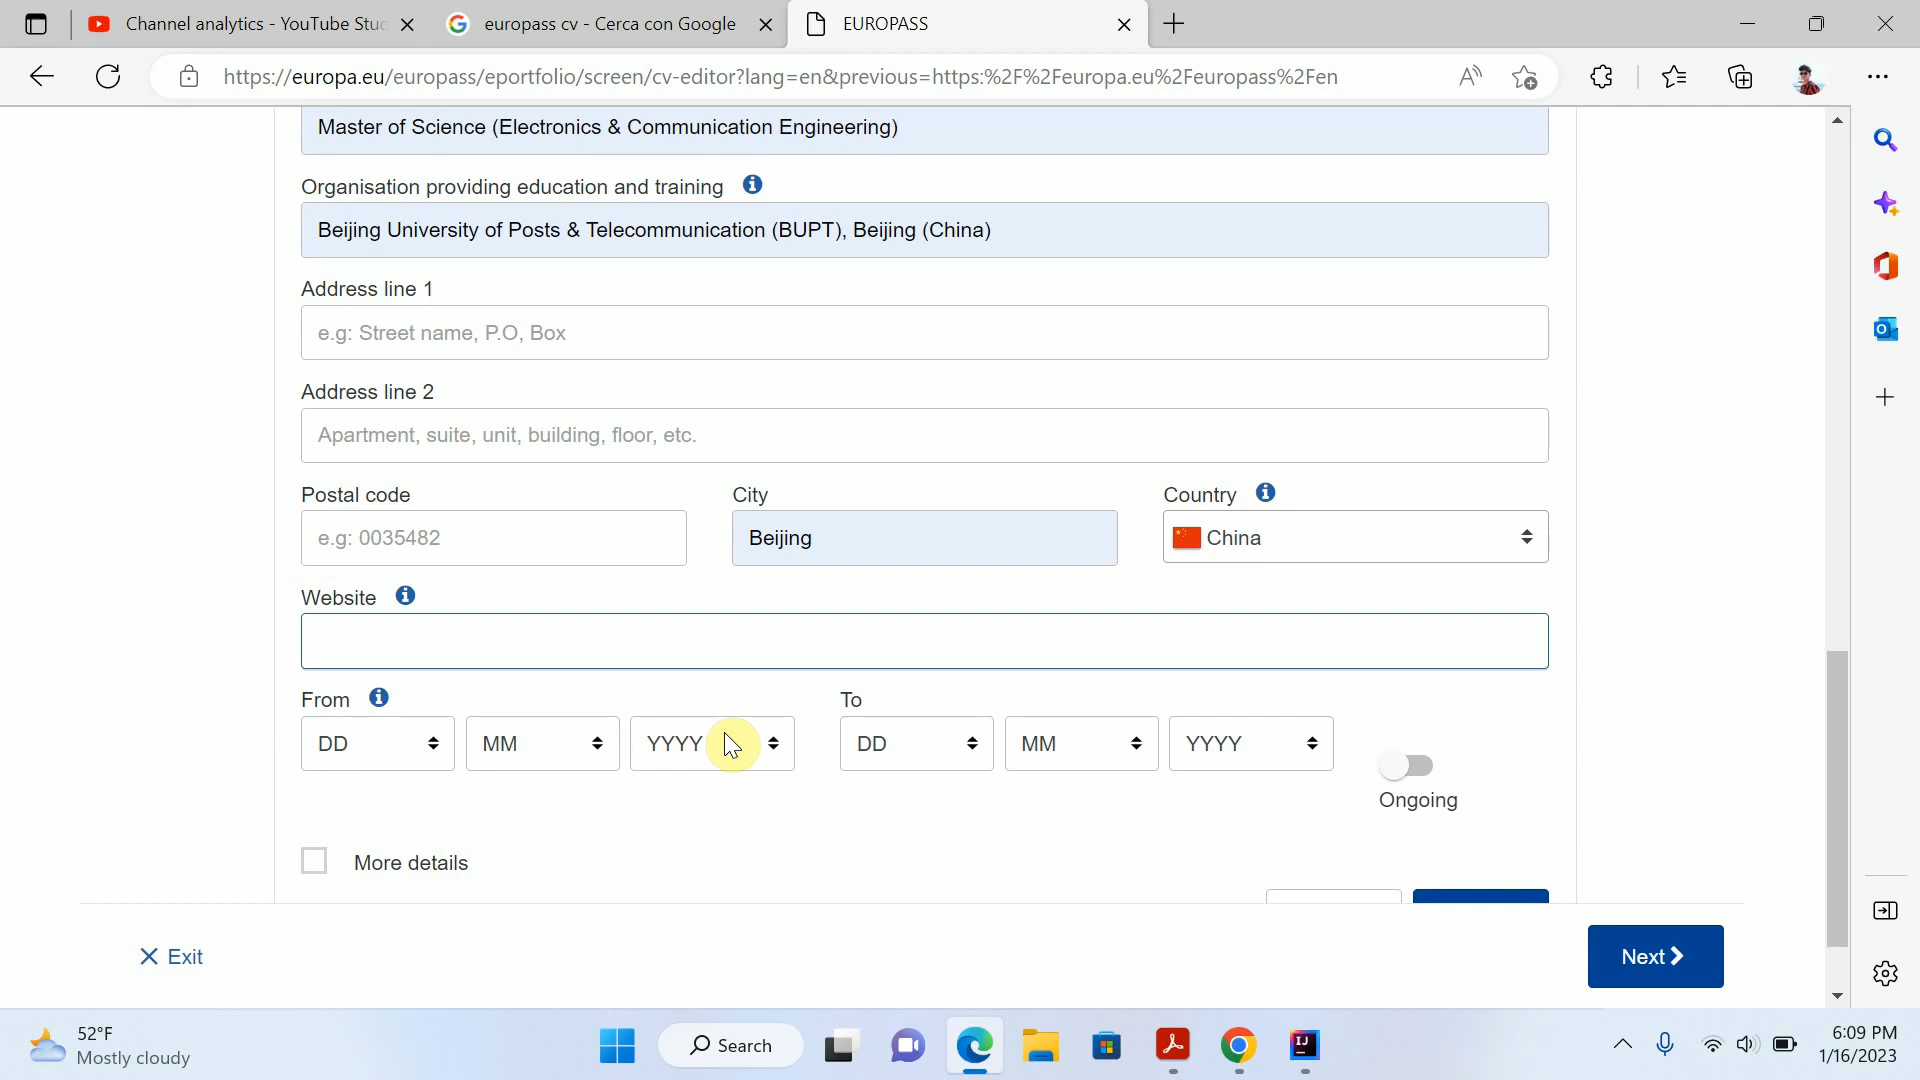 Channel analytics - YouTube Stu
europass cv - Cerca con Google
EUROPASS
https://europa.eu/europass/eportfolio/screen/cv-editor?lang=en&previous=https:%2F%2Feuropa.eu%2Feuropass%2Fen
Master of Science (Electronics & Communication Engineering)
Organisation providing education and training
Beijing University of Posts & Telecommunication (BUPT), Beijing (China)
Address line 1
e.g: Street name, P.O, Box
Address line 2
Apartment, suite, unit, building, floor, etc.
Postal code City Country
e.g: 0035482 Beijing China
Website
From To
DD MM YYYY DD MM YYYY
Ongoing
More details
Exit Next
52°F
Mostly cloudy
Search
6:09 PM
1/16/2023